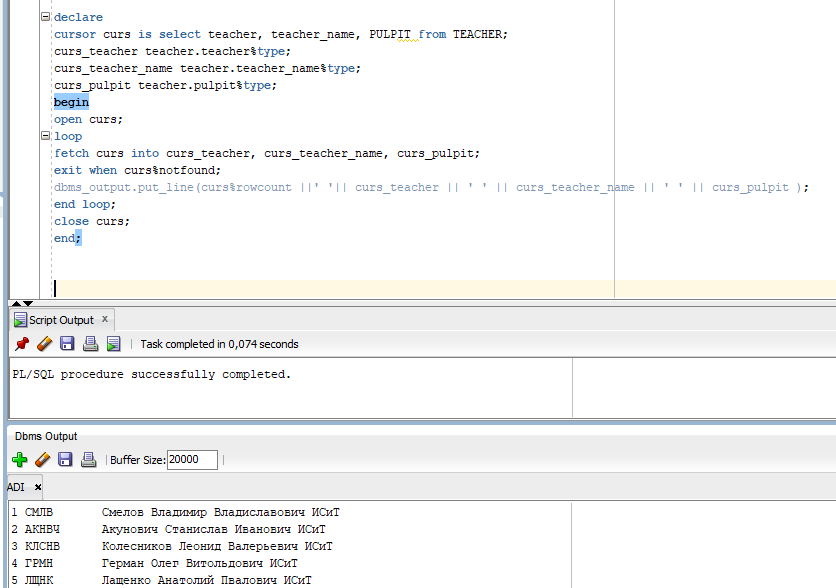 declare
cursor curs is select teacher, teacher_name, PULPIT from TEACHER;
curs_teacher teacher.teacher%type;
curs_teacher_name teacher.teacher_name%type;
curs_pulpit teacher.pulpit%type;
begin
open curs;
loop
fetch curs into curs_teacher, curs_teacher_name, curs_pulpit;
exit when curs%notfound;
dbms_output.put_line(curs%rowcount ||' '|| curs_teacher || ' ' || curs_teacher_name || ' ' || curs_pulpit );
end loop;
close curs;
end;
Script Output x
Task completed in 0,074 seconds
PL/SQL procedure successfully completed.
Dbms Output
Buffer Size: 20000
ADI x
1 СМЛВ Смелов Владимир Владиславович ИСиТ
2 АКНВЧ Акунович Станислав Иванович ИСиТ
3 КЛСНВ Колесников Леонид Валерьевич ИСиТ
4 ГРМН Герман Олег Витольдович ИСиТ
5 ЛЩНК Лащенко Анатолий Пвалович ИСиТ